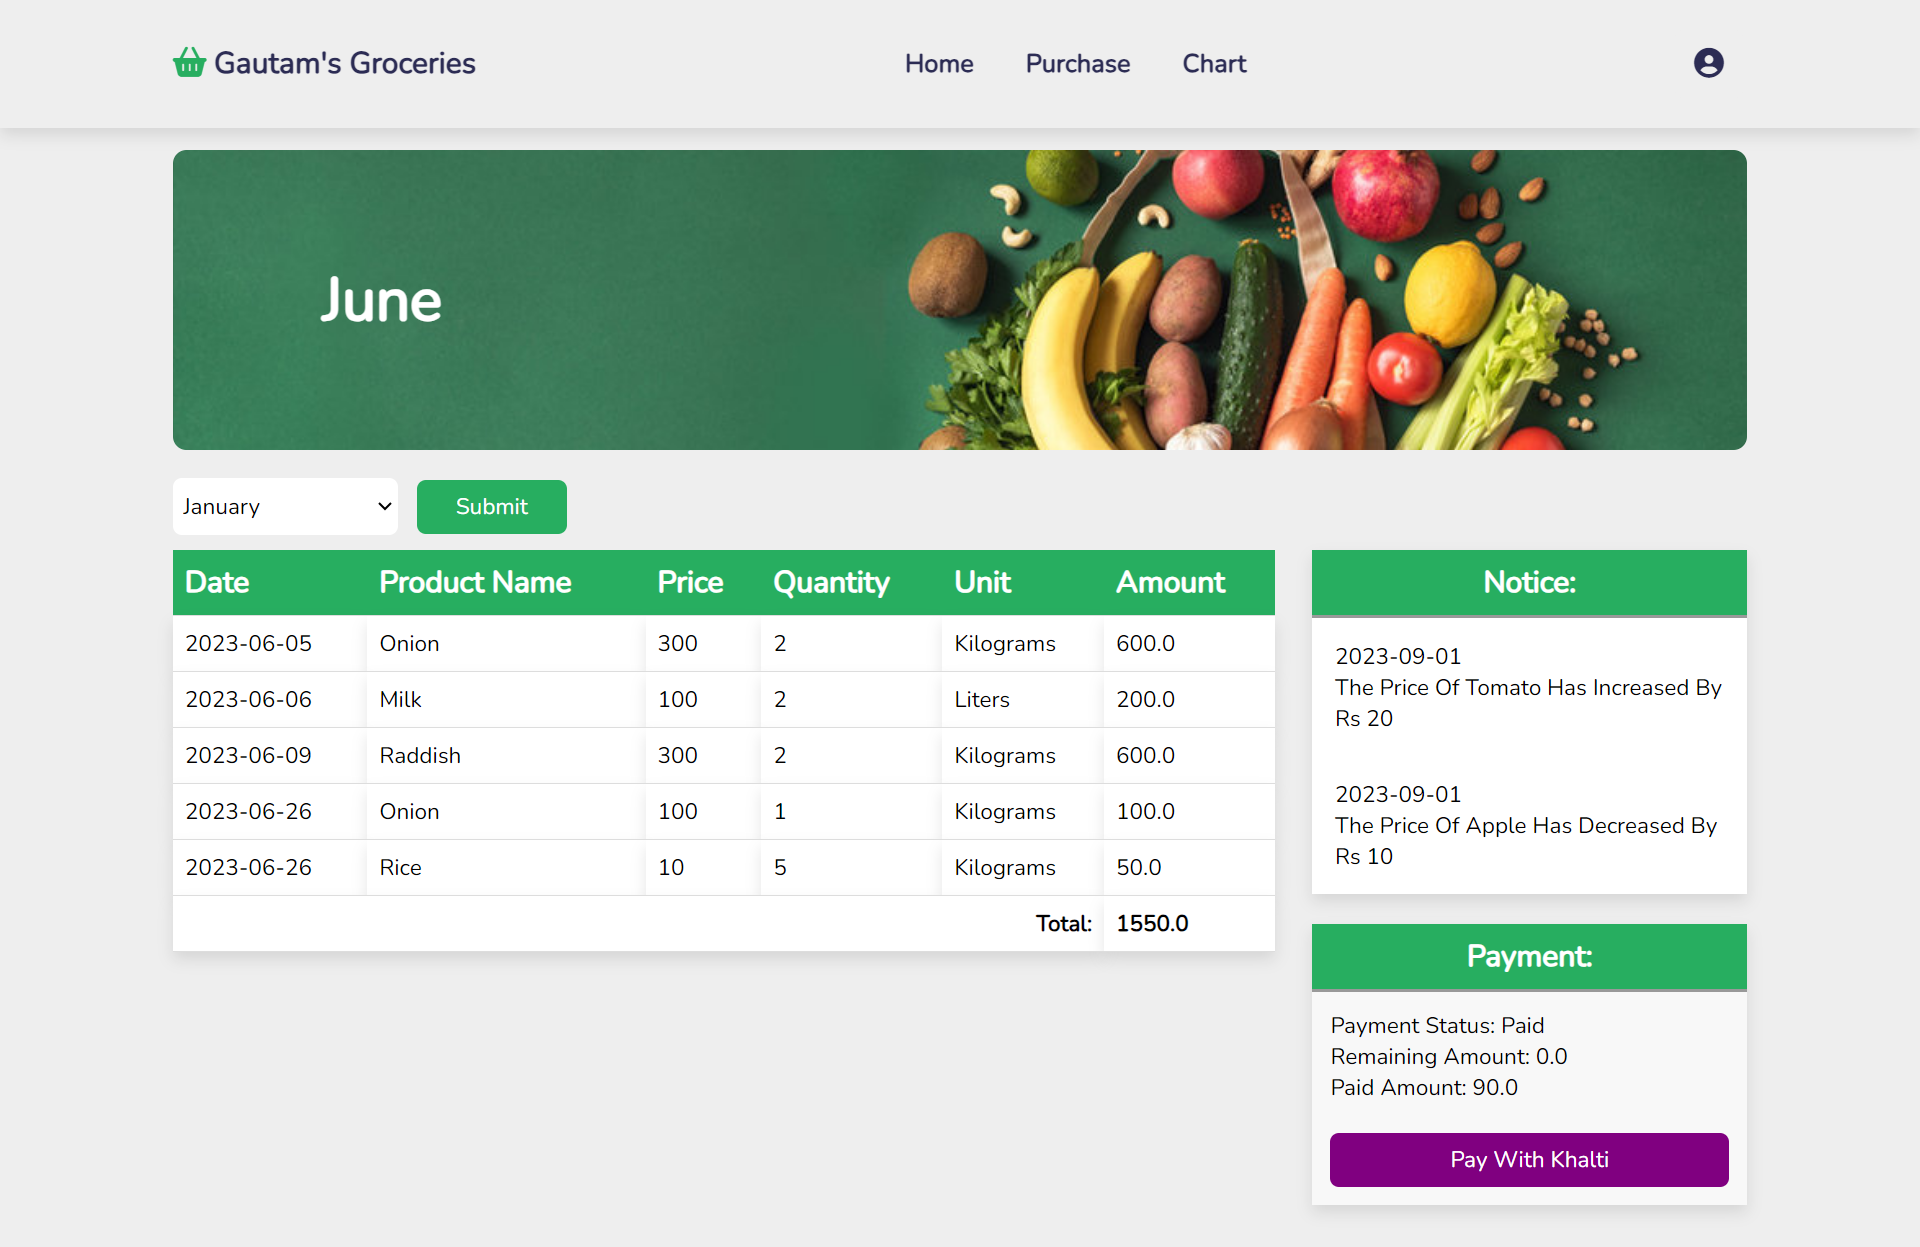 Gautam's Groceries
Home Purchase Chart
June
January Submit
Date Product Name Price Quantity Unit Amount
2023-06-05 Onion 300 2 Kilograms 600.0
2023-06-06 Milk 100 2 Liters 200.0
2023-06-09 Raddish 300 2 Kilograms 600.0
2023-06-26 Onion 100 1 Kilograms 100.0
2023-06-26 Rice 10 5 Kilograms 50.0
Total: 1550.0
Notice:
2023-09-01
The Price Of Tomato Has Increased By
Rs 20
2023-09-01
The Price Of Apple Has Decreased By
Rs 10
Payment:
Payment Status: Paid
Remaining Amount: 0.0
Paid Amount: 90.0
Pay With Khalti